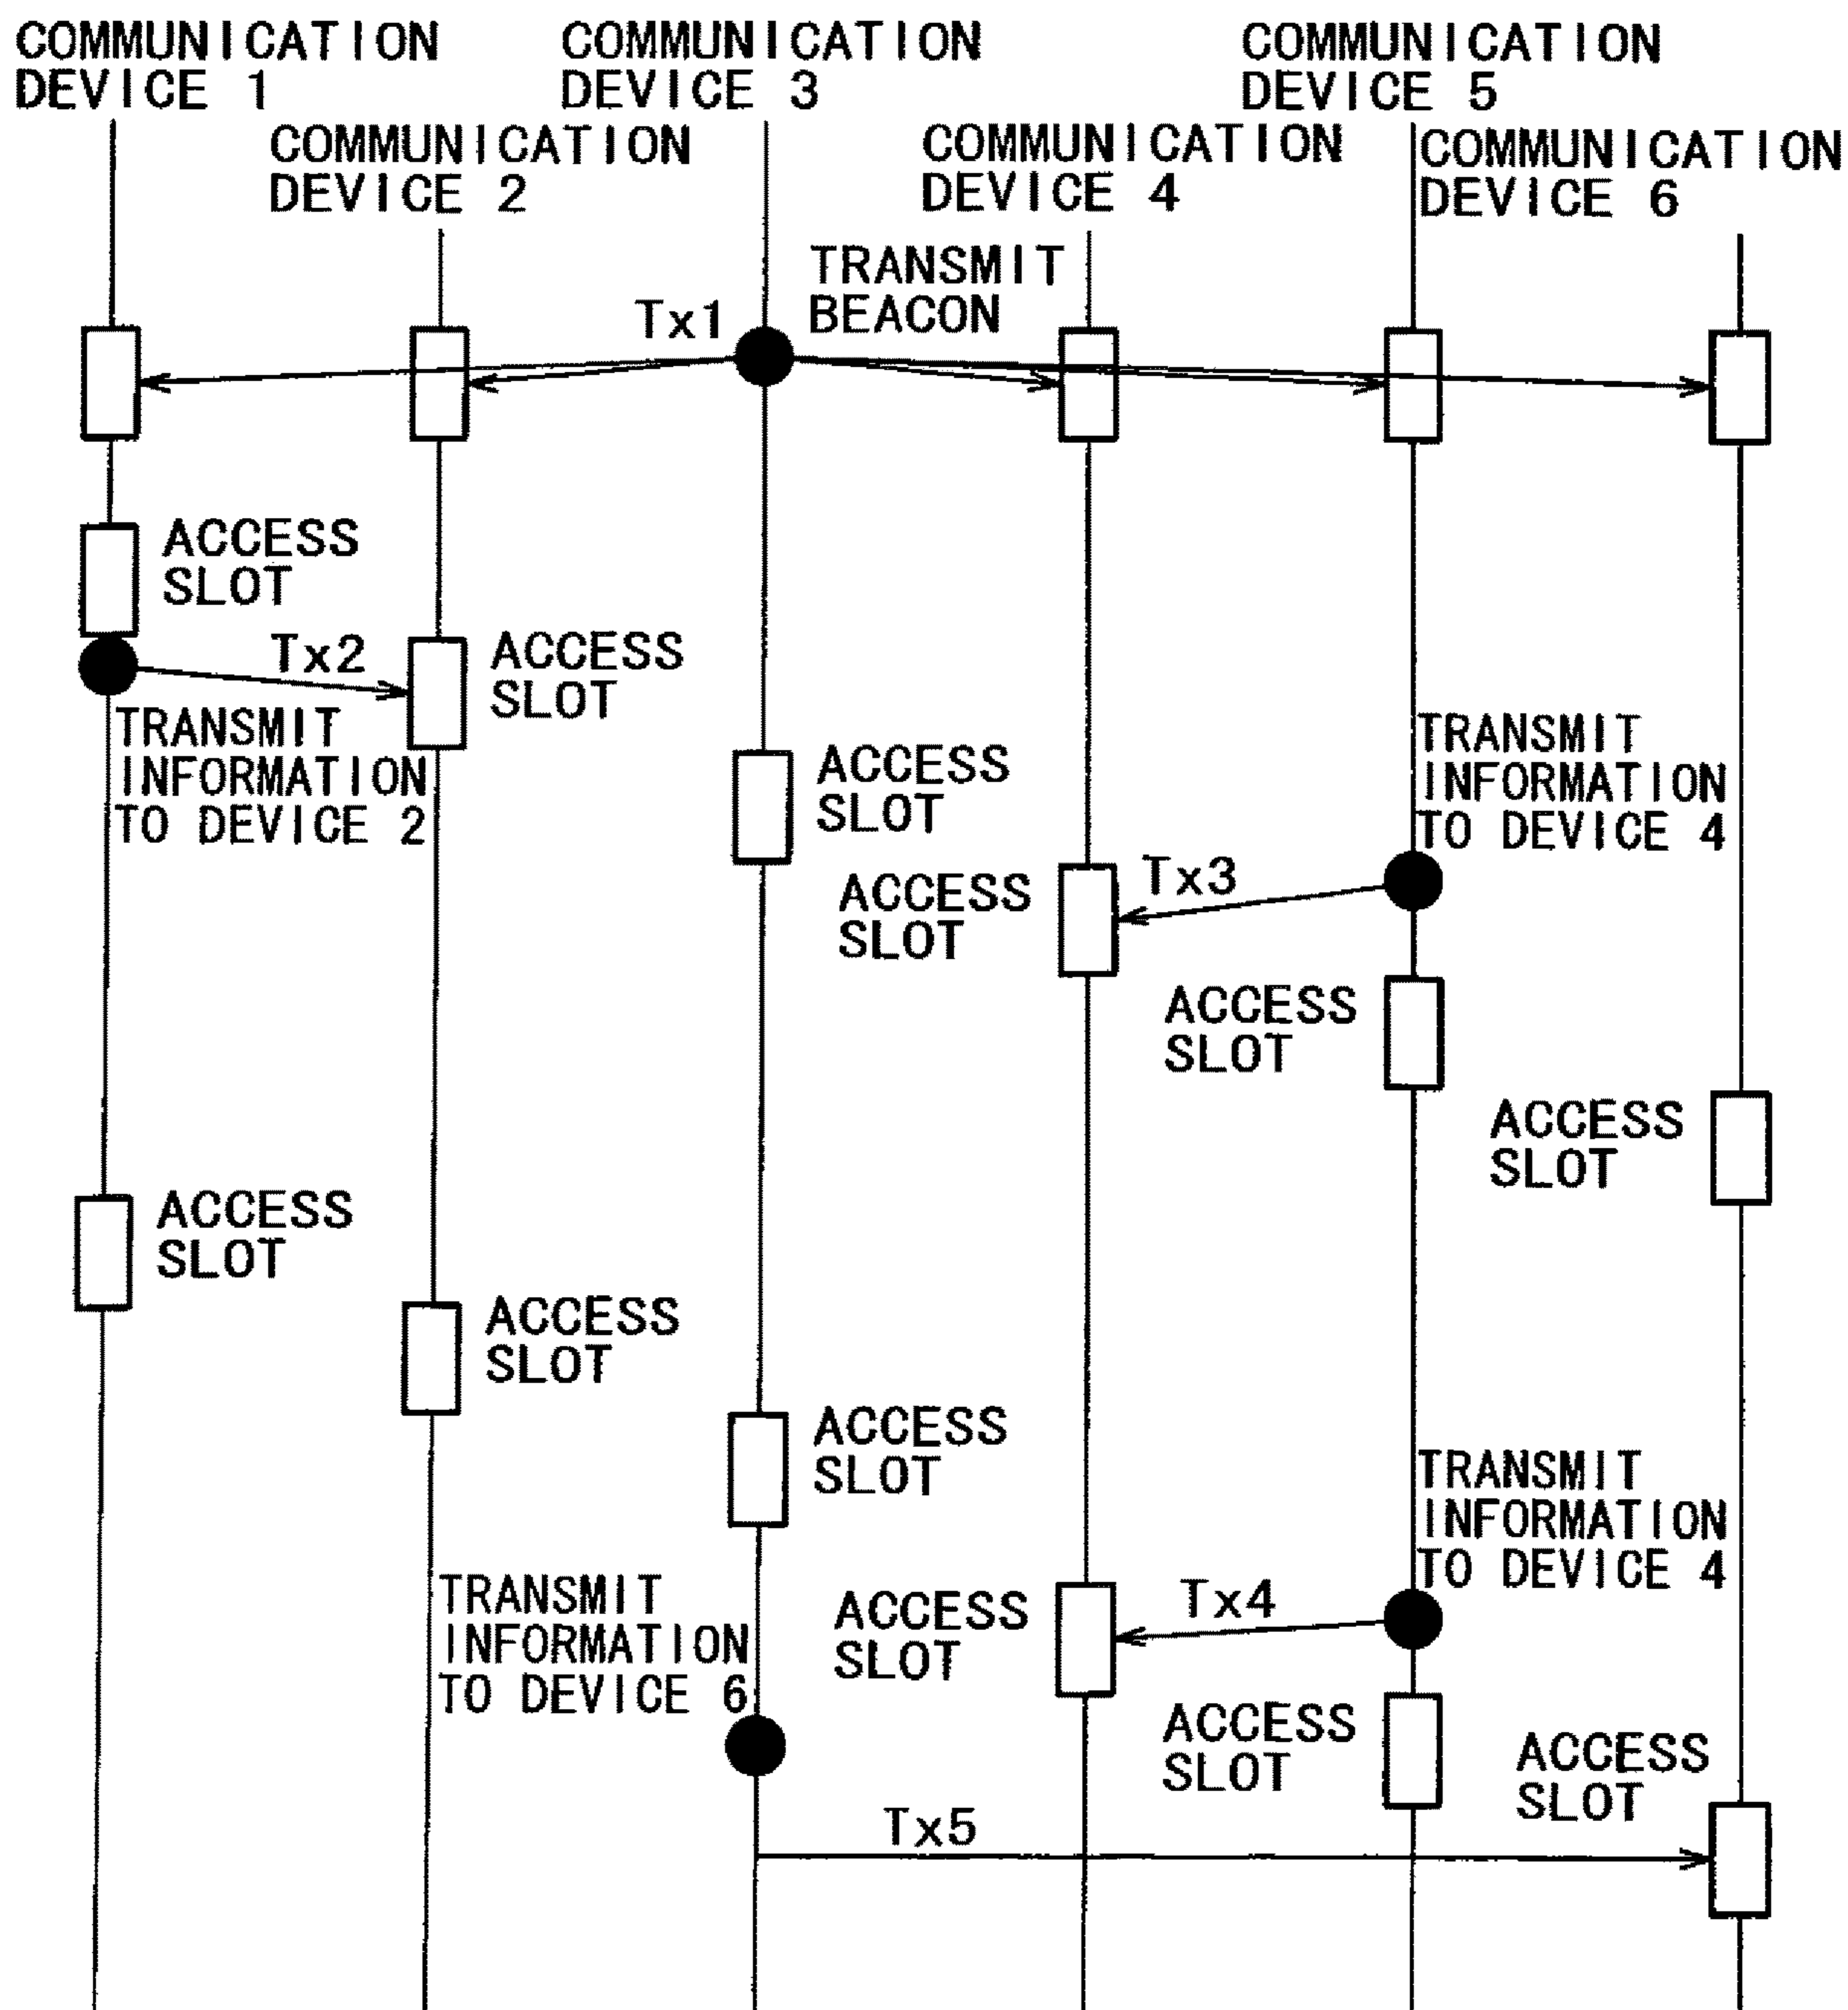 COMMUNICATION
DEVICE 1
COMMUNICATION
DEVICE 3
COMMUNICATION
DEVICE 5
COMMUNICATION
DEVICE 2
COMMUNICATION
DEVICE 4
COMMUNICATION
DEVICE 6
TRANSMIT
BEACON
Tx1
ACCESS
SLOT
Tx2
ACCESS
SLOT
TRANSMIT
INFORMATION
TO DEVICE 2
ACCESS
SLOT
TRANSMIT
INFORMATION
TO DEVICE 4
Tx3
ACCESS
SLOT
ACCESS
SLOT
ACCESS
SLOT
ACCESS
SLOT
ACCESS
SLOT
ACCESS
SLOT
TRANSMIT
INFORMATION
TO DEVICE 4
TRANSMIT
INFORMATION
TO DEVICE 6
ACCESS
SLOT
Tx4
ACCESS
SLOT
ACCESS
SLOT
Tx5